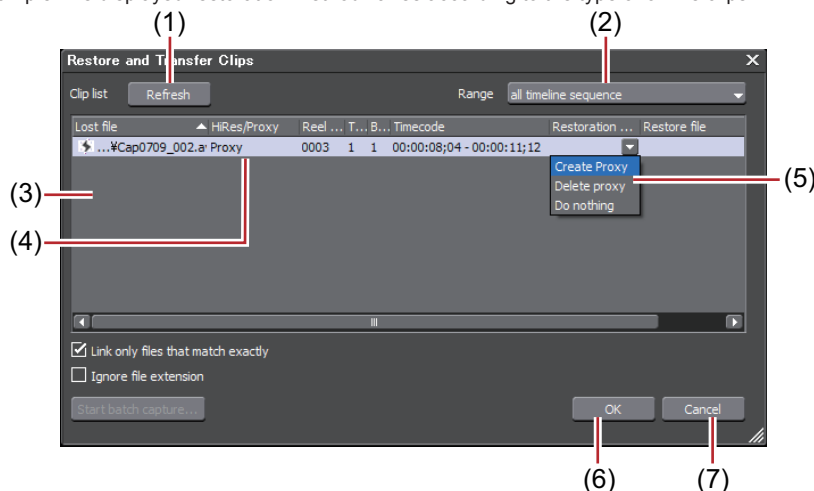 (1)
(2)
Restore and Transfer Clips
Clip list Refresh Range all timeline sequence
Lost file HiRes/Proxy Reel ... T... B... Timecode Restoration ... Restore file
...¥Cap0709_002.a Proxy 0003 1 1 00:00:08;04 - 00:00:11;12
Create Proxy
Delete proxy
Do nothing
(3)
(4)
(5)
Link only files that match exactly
Ignore file extension
Start batch capture... OK Cancel
(6)
(7)